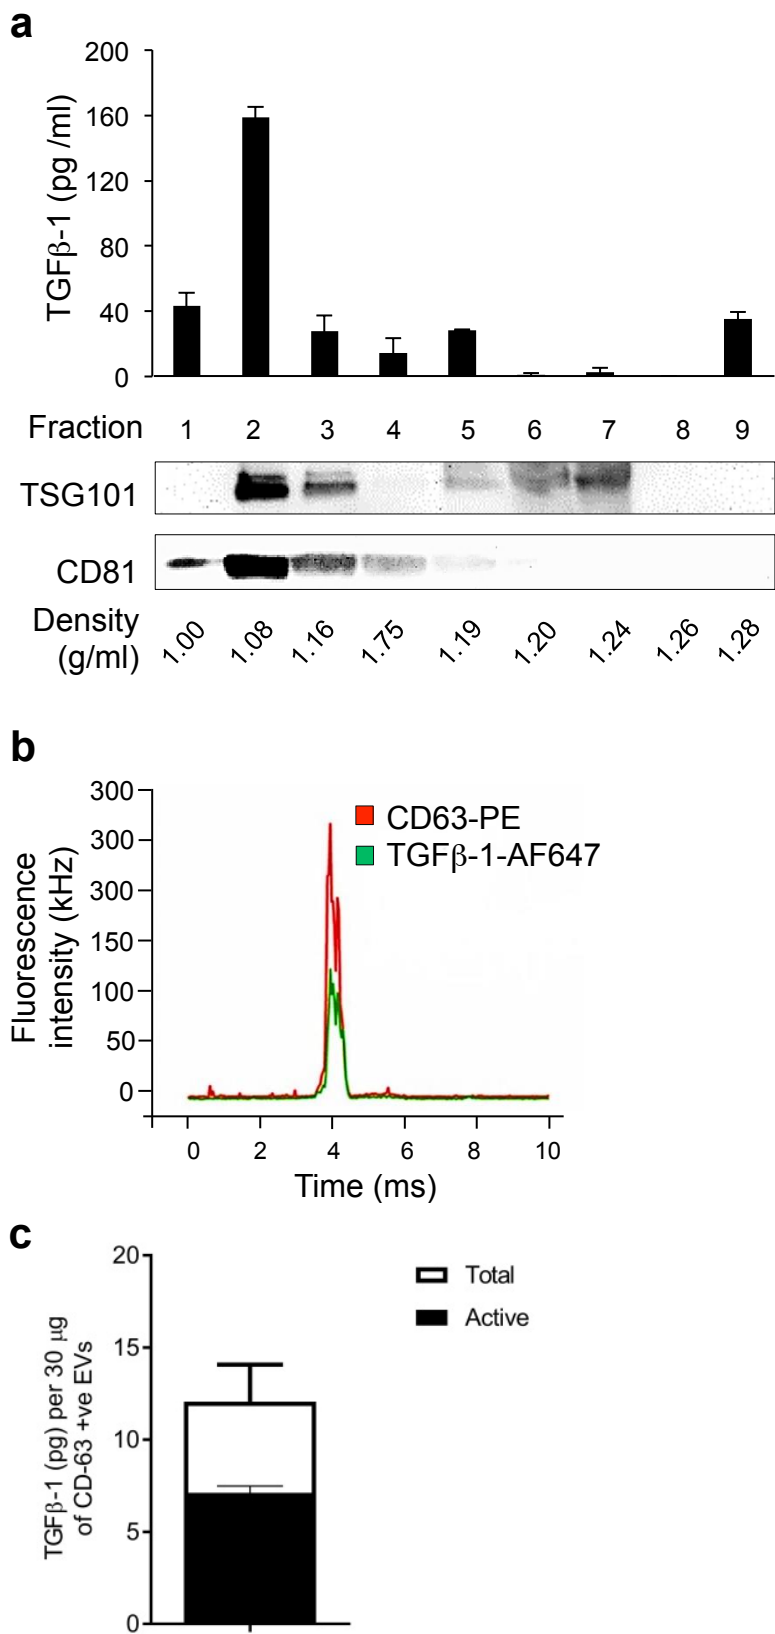 a
TGFβ-1 (pg /ml)
200
160
120
80
40
0
Fraction 1 2 3 4 5 6 7 8 9
TSG101
CD81
Density
(g/ml)
1.00 1.08 1.16 1.75 1.19 1.20 1.24 1.26 1.28
b
Fluorescence
intensity (kHz)
300
300
300
150
100
50
0
CD63-PE
TGFβ-1-AF647
0 2 4 6 8 10
Time (ms)
c
TGFβ-1 (pg) per 30 μg
of CD-63 +ve EVs
20
15
10
5
0
Total
Active